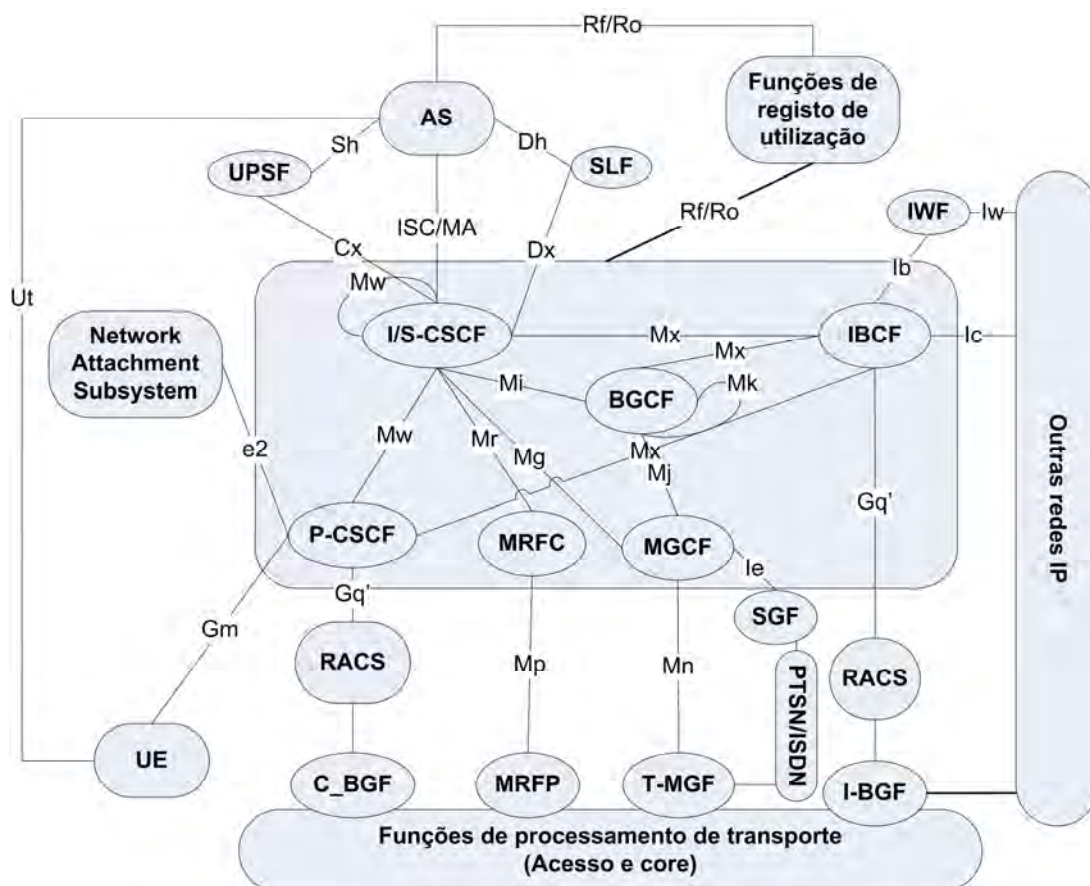 Rf/Ro
Funções de
registo de
utilização
AS
Sh
Dh
UPSF
SLF
IWF
Iw
Rf/Ro
ISC/MA
Cx
Dx
Ib
Mw
Ut
Network
Attachment
Subsystem
I/S-CSCF
Mx
IBCF
Ic
Mx
Mi
BGCF
Mk
Mw
Mr
Mg
Mx
Mj
e2
Gq’
P-CSCF
MRFC
MGCF
Ie
Outras redes IP
Gq’
SGF
Gm
RACS
Mp
Mn
PTSN/ISDN
RACS
UE
C_BGF
MRFP
T-MGF
I-BGF
Funções de processamento de transporte
(Acesso e core)